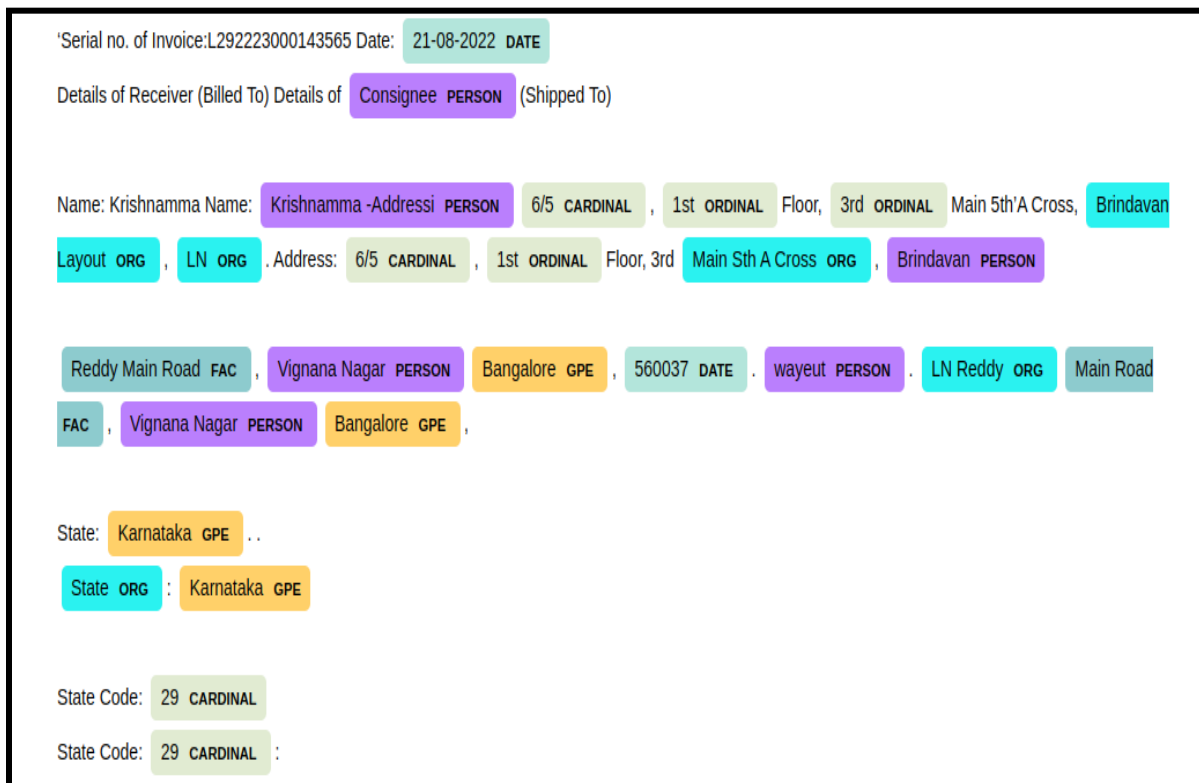 ‘Serial no. of Invoice:L292223000143565 Date: 21-08-2022 DATE
Details of Receiver (Billed To) Details of Consignee PERSON (Shipped To)
Name: Krishnamma Name: Krishnamma -Addressi PERSON 6/5 CARDINAL , 1st ORDINAL Floor, 3rd ORDINAL Main 5th’A Cross, Brindavan
Layout ORG , LN ORG . Address: 6/5 CARDINAL , 1st ORDINAL Floor, 3rd Main Sth A Cross ORG , Brindavan PERSON
Reddy Main Road FAC , Vignana Nagar PERSON Bangalore GPE , 560037 DATE . wayeut PERSON . LN Reddy ORG Main Road
FAC , Vignana Nagar PERSON Bangalore GPE ,
State: Karnataka GPE . .
State ORG : Karnataka GPE
State Code: 29 CARDINAL
State Code: 29 CARDINAL :